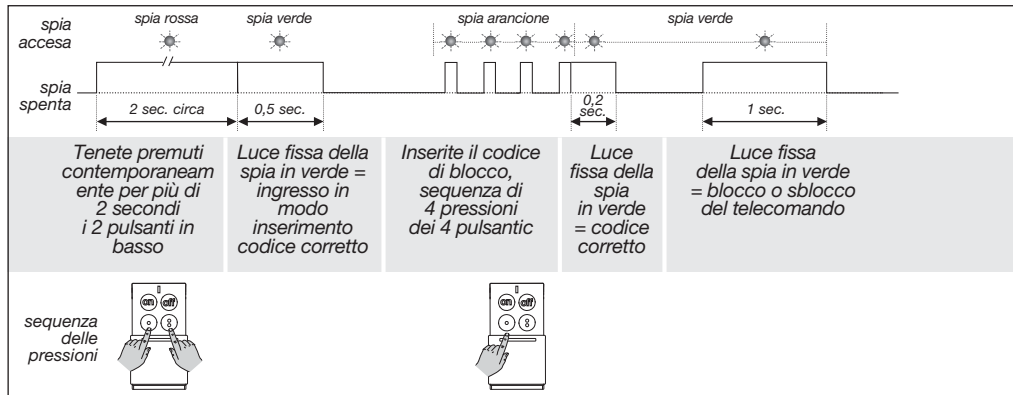 spia
accesa
spia rossa
spia verde
spia arancione
spia verde
spia
spenta
2 sec. circa
0,5 sec.
0,2
sec.
1 sec.
Tenete premuti
contemporaneam
ente per più di
2 secondi
i 2 pulsanti in
basso
Luce fissa della
spia in verde =
ingresso in
modo
inserimento
codice corretto
Inserite il codice
di blocco,
sequenza di
4 pressioni
dei 4 pulsantic
Luce
fissa della
spia
in verde
= codice
corretto
Luce fissa
della spia in verde
= blocco o sblocco
del telecomando
sequenza
delle
pressioni
on off
on off